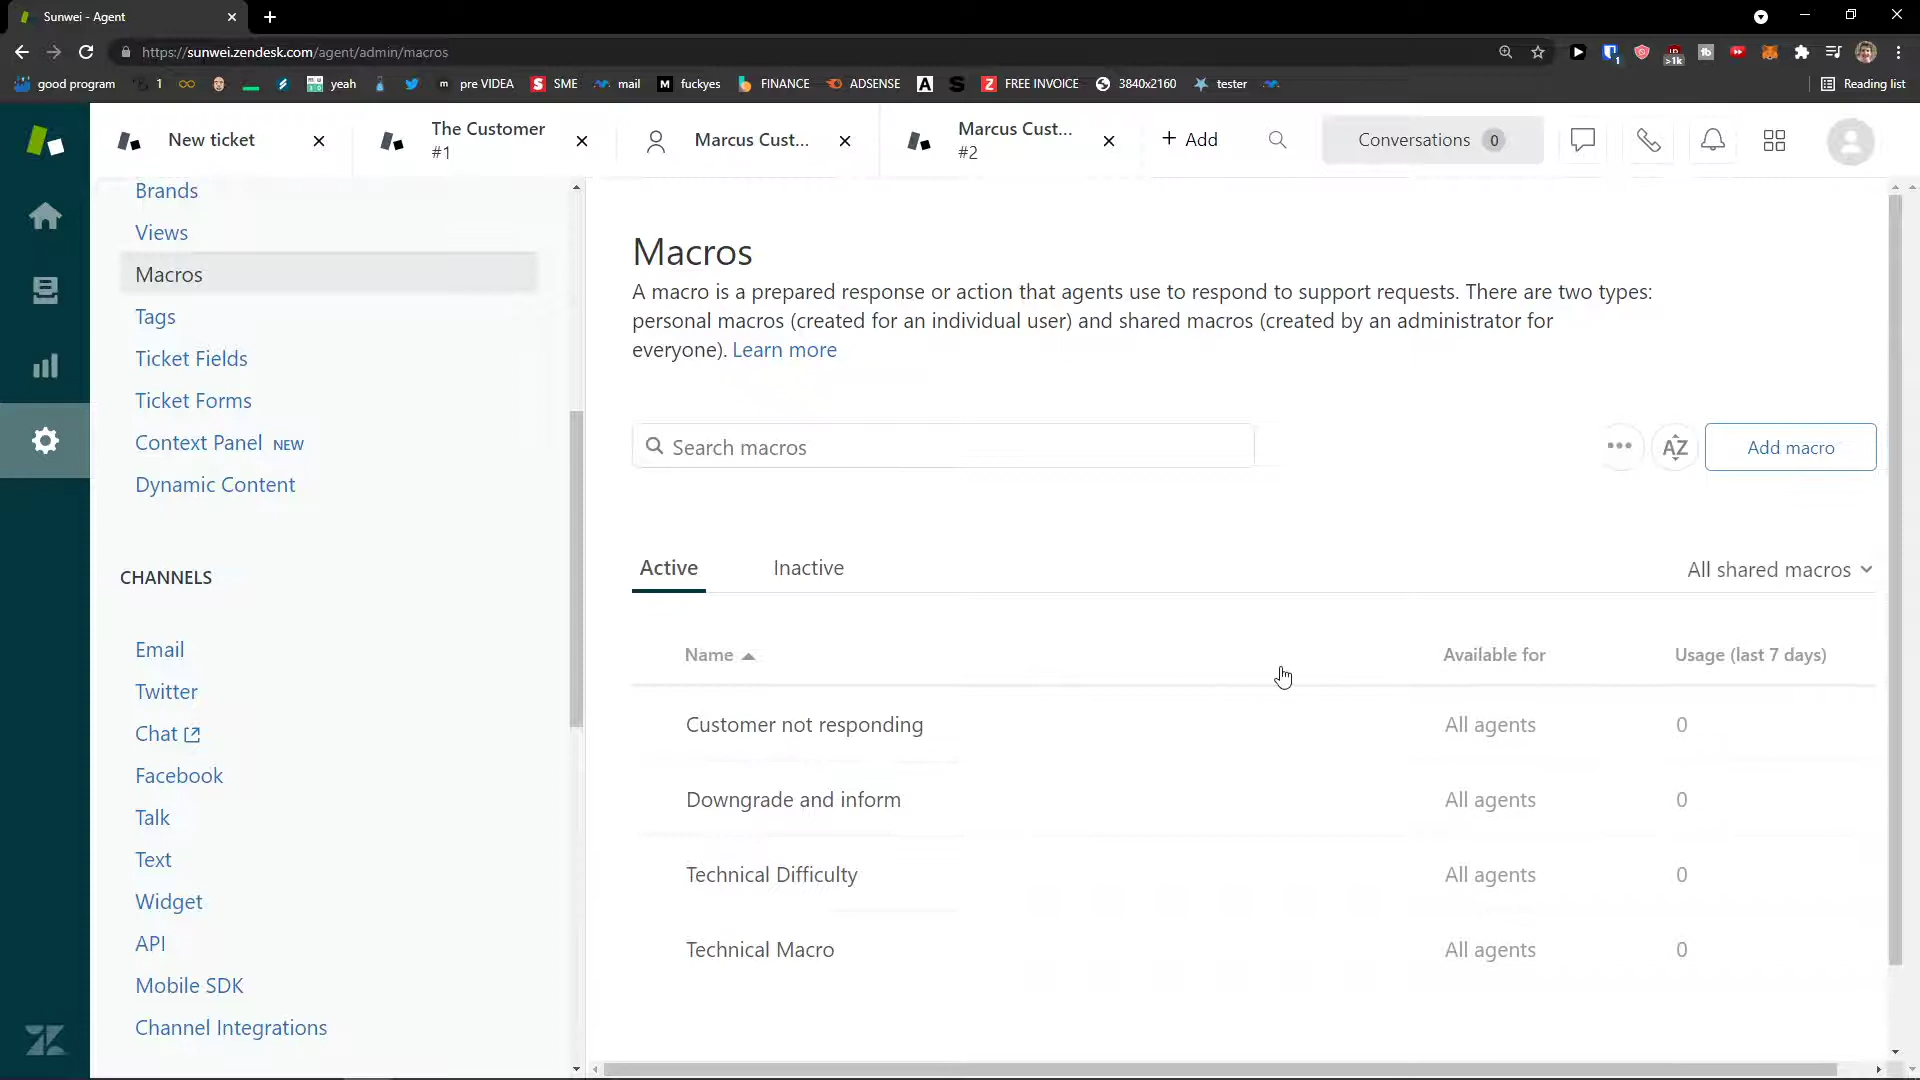 Sunwei - Agent
https://sunwei.zendesk.com/agent/admin/macros
good program
1
yeah
pre VIDEA
SME
mail
fuckyes
FINANCE
ADSENSE
FREE INVOICE
3840x2160
tester
Reading list
New ticket
The Customer
#1
Marcus Cust...
Marcus Cust...
#2
+ Add
Conversations 0
Brands
Views
Macros
Tags
Ticket Fields
Ticket Forms
Context Panel NEW
Dynamic Content
CHANNELS
Email
Twitter
Chat
Facebook
Talk
Text
Widget
API
Mobile SDK
Channel Integrations
Macros
A macro is a prepared response or action that agents use to respond to support requests. There are two types:
personal macros (created for an individual user) and shared macros (created by an administrator for
everyone). Learn more
Search macros
AZ
Add macro
Active
Inactive
All shared macros
Name
Available for
Usage (last 7 days)
Customer not responding
All agents
0
Downgrade and inform
All agents
0
Technical Difficulty
All agents
0
Technical Macro
All agents
0